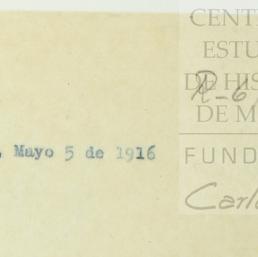 CENT
ESTU
R-6
DE HIS
DE M
, Mayo 5 de 1916
FUND
Carl